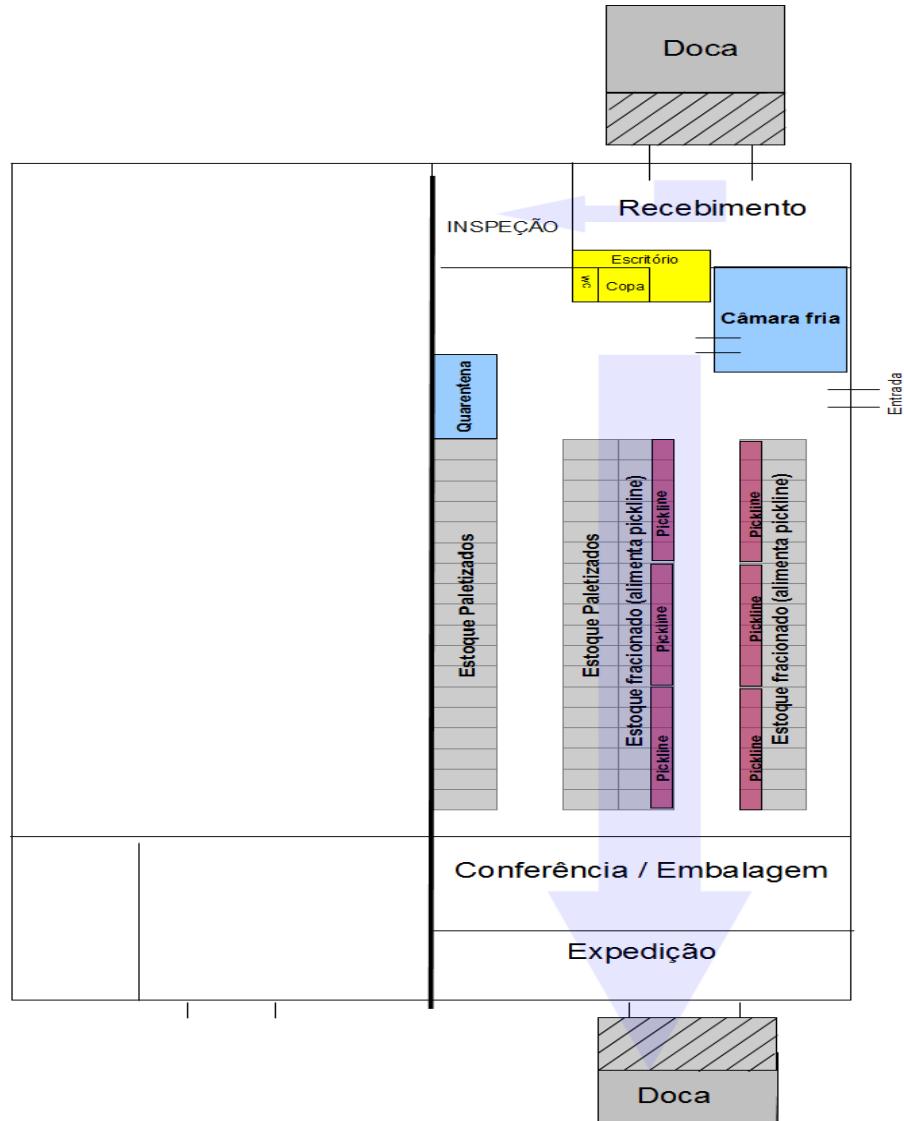 Doca
Recebimento
INSPEÇÃO
Escritório
WC
Copa
Câmara fria
Entrada
Quarentena
Estoque Paletizados
Estoque Paletizados
Estoque fracionado (alimenta pickline)
Pickline
Pickline
Pickline
Pickline
Pickline
Pickline
Estoque fracionado (alimenta pickline)
Conferência / Embalagem
Expedição
Doca